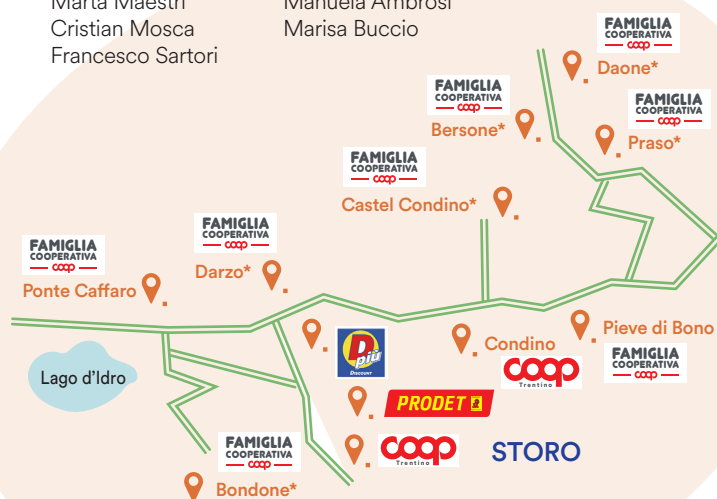 Marta Maestri
Manuela Ambrosi
Cristian Mosca
Marisa Buccio
Francesco Sartori
FAMIGLIA
COOPERATIVA
coop
Daone*
FAMIGLIA
COOPERATIVA
coop
Bersone*
FAMIGLIA
COOPERATIVA
coop
Praso*
FAMIGLIA
COOPERATIVA
coop
Castel Condino*
FAMIGLIA
COOPERATIVA
coop
Darzo*
FAMIGLIA
COOPERATIVA
coop
Ponte Caffaro
Lago d'Idro
D
più
DISCOUNT
Condino
coop
Trentino
Pieve di Bono
FAMIGLIA
COOPERATIVA
coop
PRODET
coop
Trentino
STORO
FAMIGLIA
COOPERATIVA
coop
Bondone*